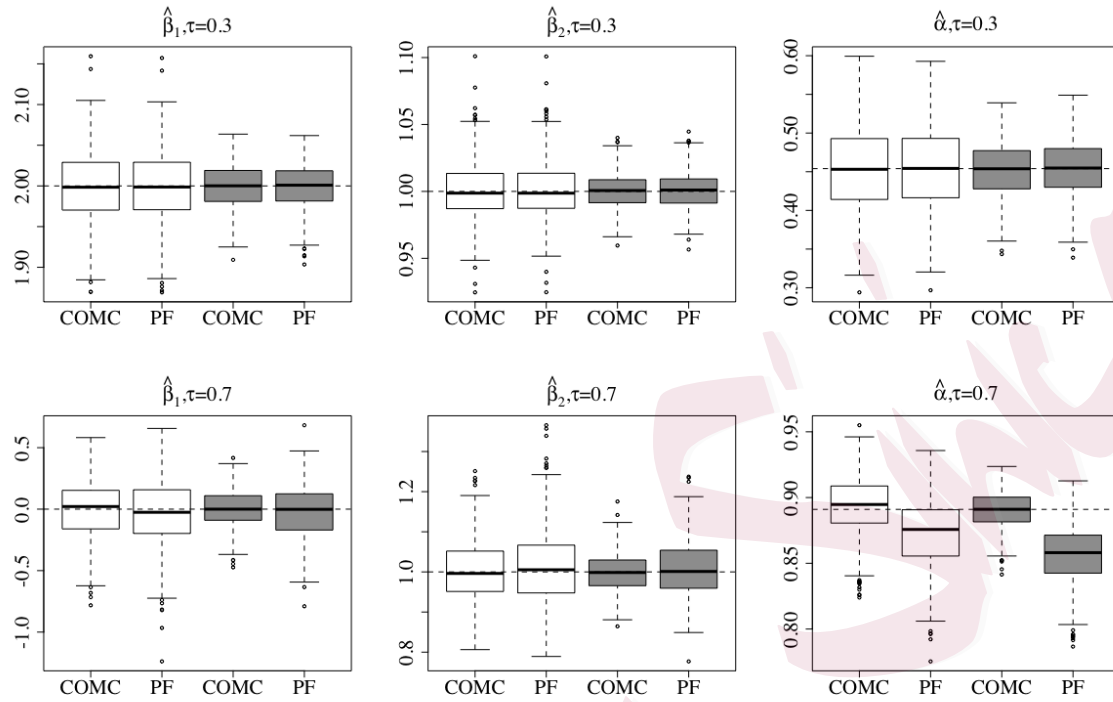 β̂₁,τ=0.3
2.10
2.00
1.90
COMC PF COMC PF
β̂₂,τ=0.3
1.10
1.05
1.00
0.95
COMC PF COMC PF
α̂,τ=0.3
0.60
0.50
0.40
0.30
COMC PF COMC PF
β̂₁,τ=0.7
0.5
0.0
-0.5
-1.0
COMC PF COMC PF
β̂₂,τ=0.7
1.2
1.0
0.8
COMC PF COMC PF
α̂,τ=0.7
0.95
0.90
0.85
0.80
COMC PF COMC PF